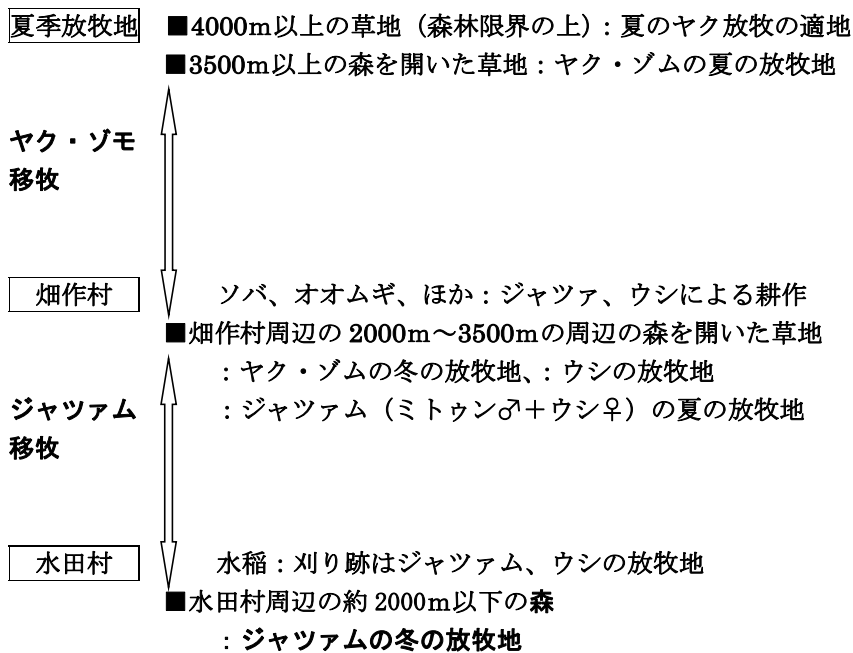 夏季放牧地 ■4000m以上の草地（森林限界の上）：夏のヤク放牧の適地
■3500m以上の森を開いた草地：ヤク・ゾムの夏の放牧地
ヤク・ゾモ
移牧
畑作村 ソバ、オオムギ、ほか：ジャツァ、ウシによる耕作
■畑作村周辺の 2000m～3500mの周辺の森を開いた草地
：ヤク・ゾムの冬の放牧地、：ウシの放牧地
ジャツァム
：ジャツァム（ミトゥン♂＋ウシ♀）の夏の放牧地
移牧
水田村 水稲：刈り跡はジャツァム、ウシの放牧地
■水田村周辺の約 2000m以下の森
：ジャツァムの冬の放牧地